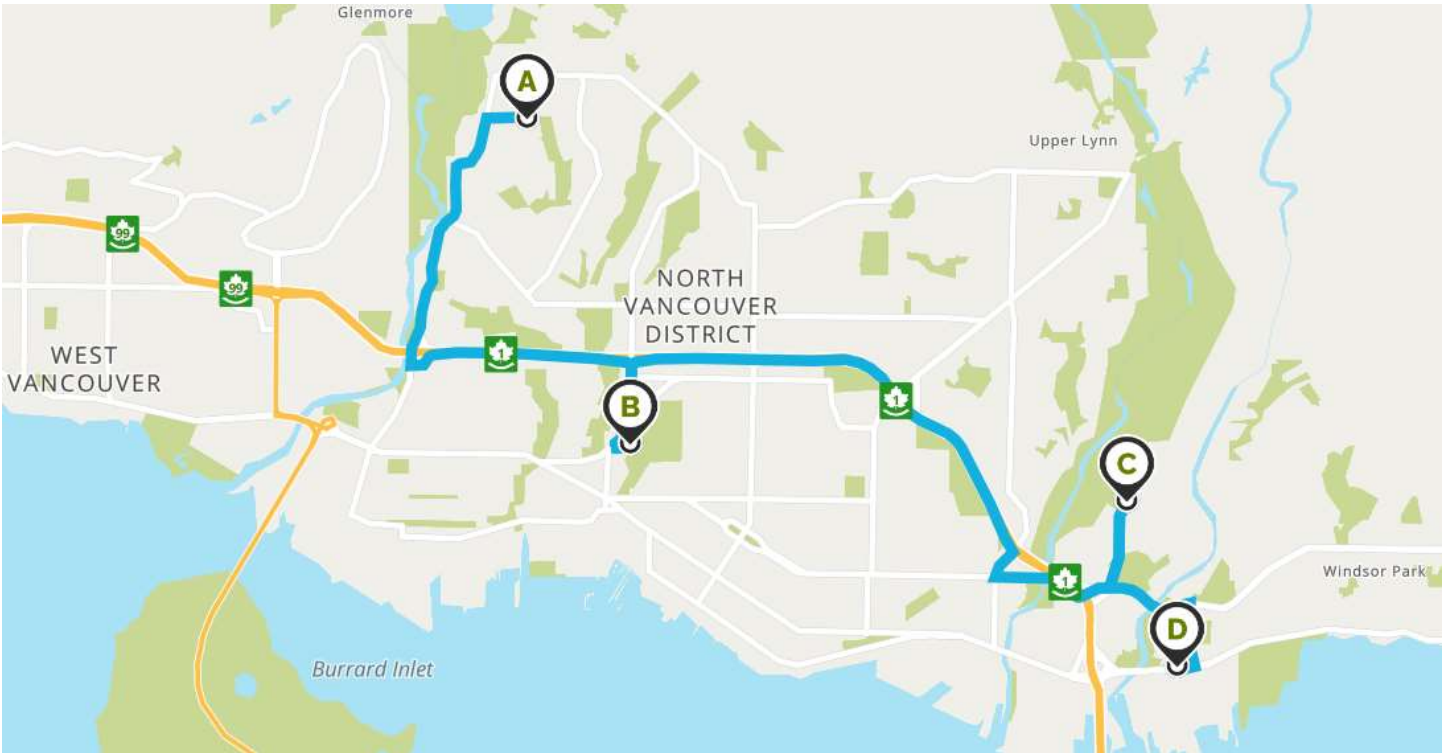 Glenmore
A
Upper Lynn
99
99
NORTH
VANCOUVER
DISTRICT
WEST
VANCOUVER
1
1
B
C
1
Windsor Park
D
Burrard Inlet